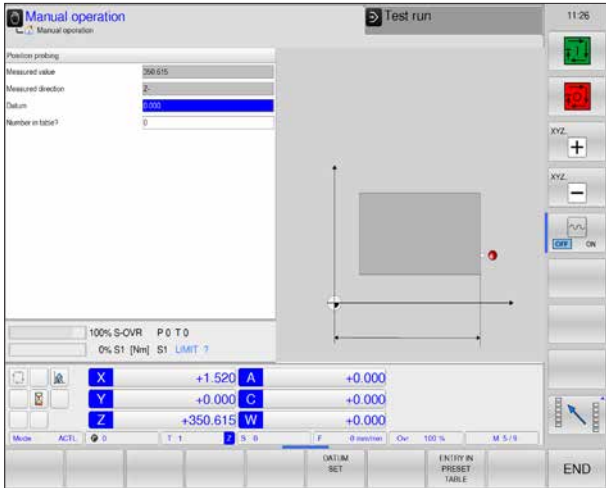 Manual operation
Test run
11:26
Manual operation
Position probing
Measured value 350.615
Measured direction Z-
Datum 0.000
Number in table? 0
XYZ
+
XYZ
−
OFF ON
100% S-OVR P0 T0
0% S1 [Nm] S1 LIMIT ?
X +1.520 A +0.000
Y +0.000 C +0.000
Z +350.615 W +0.000
Mode ACTL. 0 T 1 Z S 0 F 0 mm/min Ovr 100 % M 5/9
DATUM
SET
ENTRY IN
PRESET
TABLE
END